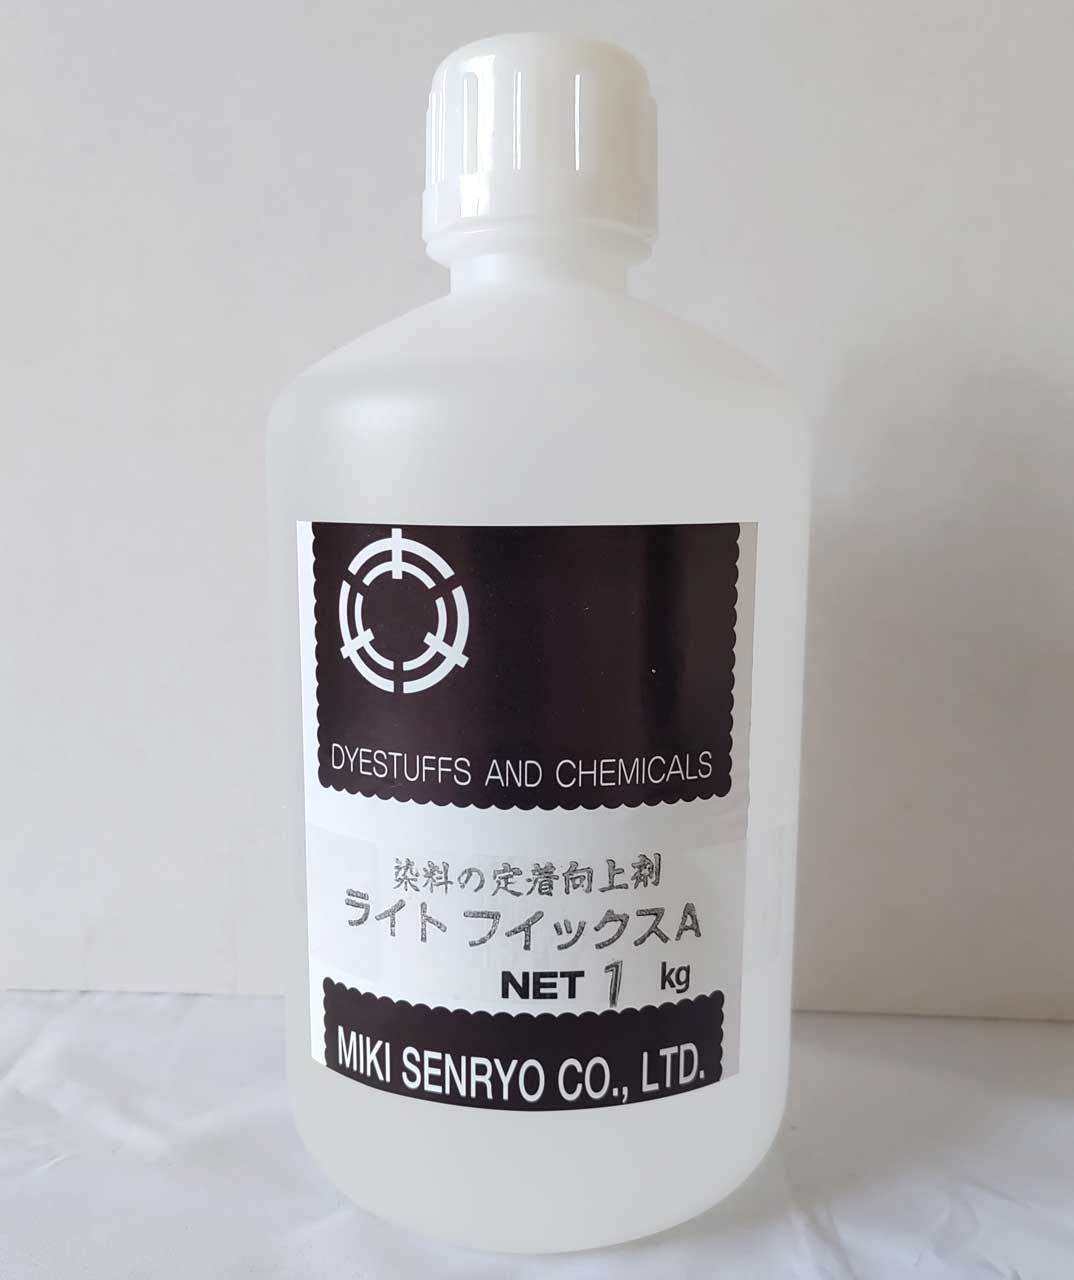 DYESTUFFS AND CHEMICALS
染料の定着向上剤
ライトフイックスA
NET 1 kg
MIKI SENRYO CO., LTD.